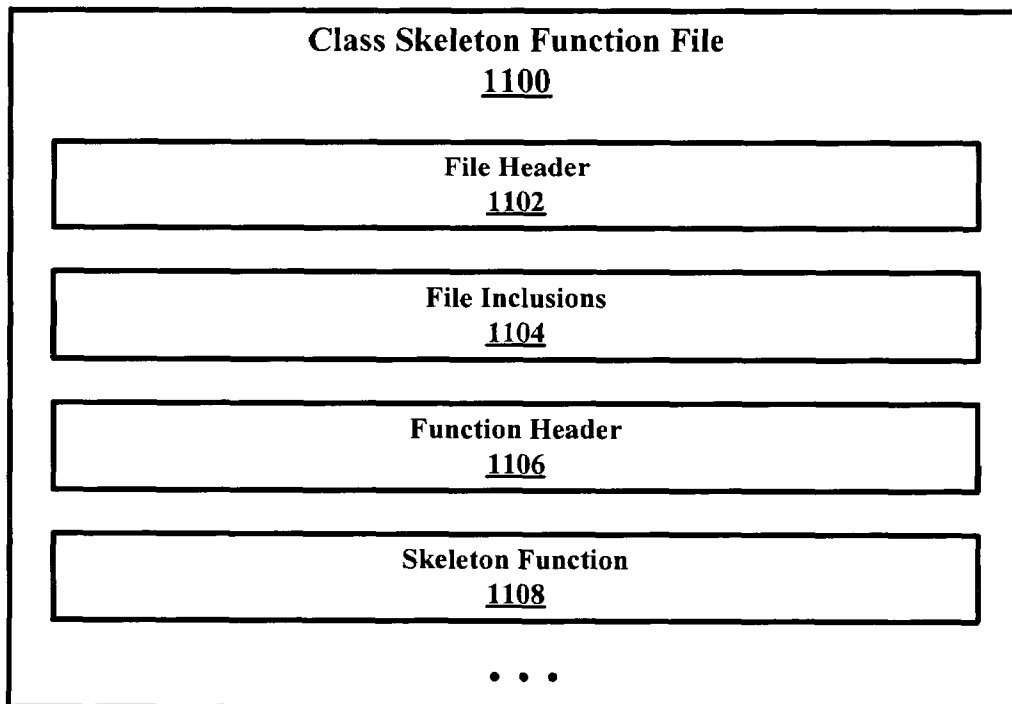 Class Skeleton Function File
1100
File Header
1102
File Inclusions
1104
Function Header
1106
Skeleton Function
1108
• • •